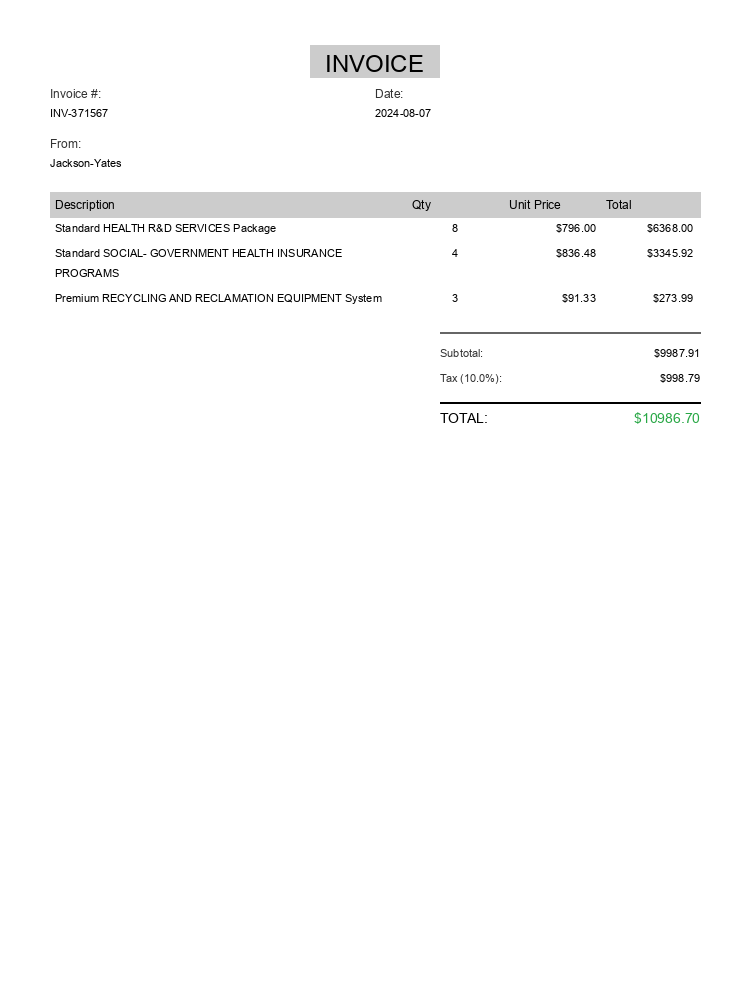 INVOICE
Invoice #: Date:
INV-371567 2024-08-07
From:
Jackson-Yates
Description Qty Unit Price Total
Standard HEALTH R&D SERVICES Package 8 $796.00 $6368.00
Standard SOCIAL- GOVERNMENT HEALTH INSURANCE 4 $836.48 $3345.92
PROGRAMS
Premium RECYCLING AND RECLAMATION EQUIPMENT System 3 $91.33 $273.99
Subtotal: $9987.91
Tax (10.0%): $998.79
TOTAL: $10986.70